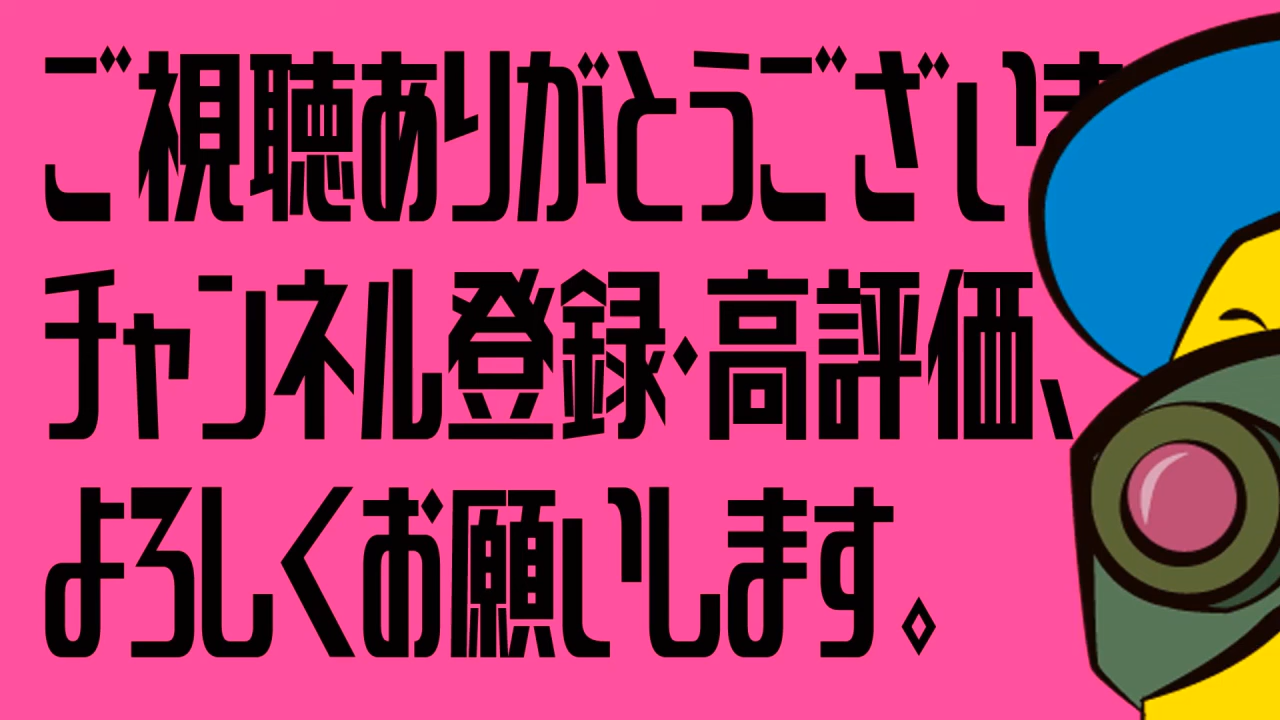 ご視聴ありがとうございま
チャンネル登録・高評価、
よろしくお願いします。